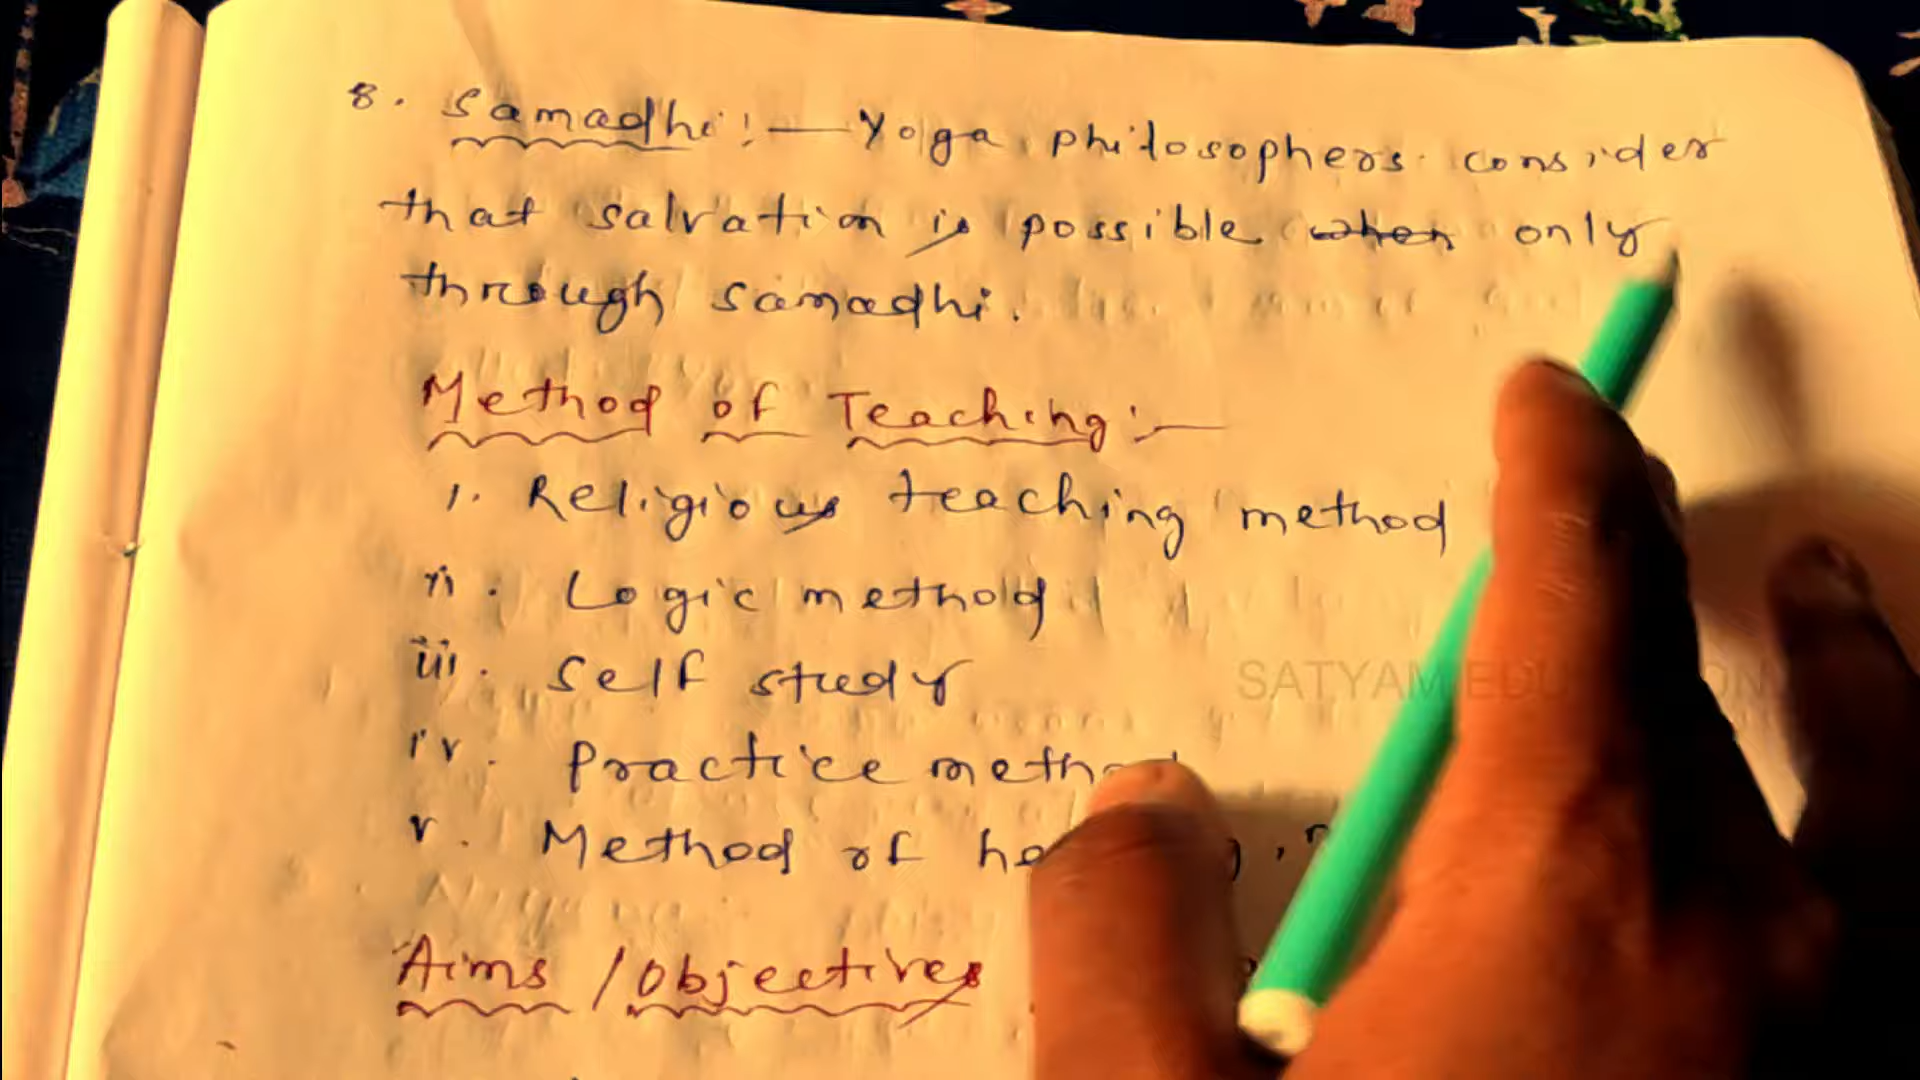 8. Samadhi :— Yoga philosophers consider
that salvation is possible when only
through samadhi.
Method of Teaching :—
i. Religious teaching method
ii. Logic method
iii. Self study
iv. Practice
v. Method of
SATYAM
Aims / Objectives